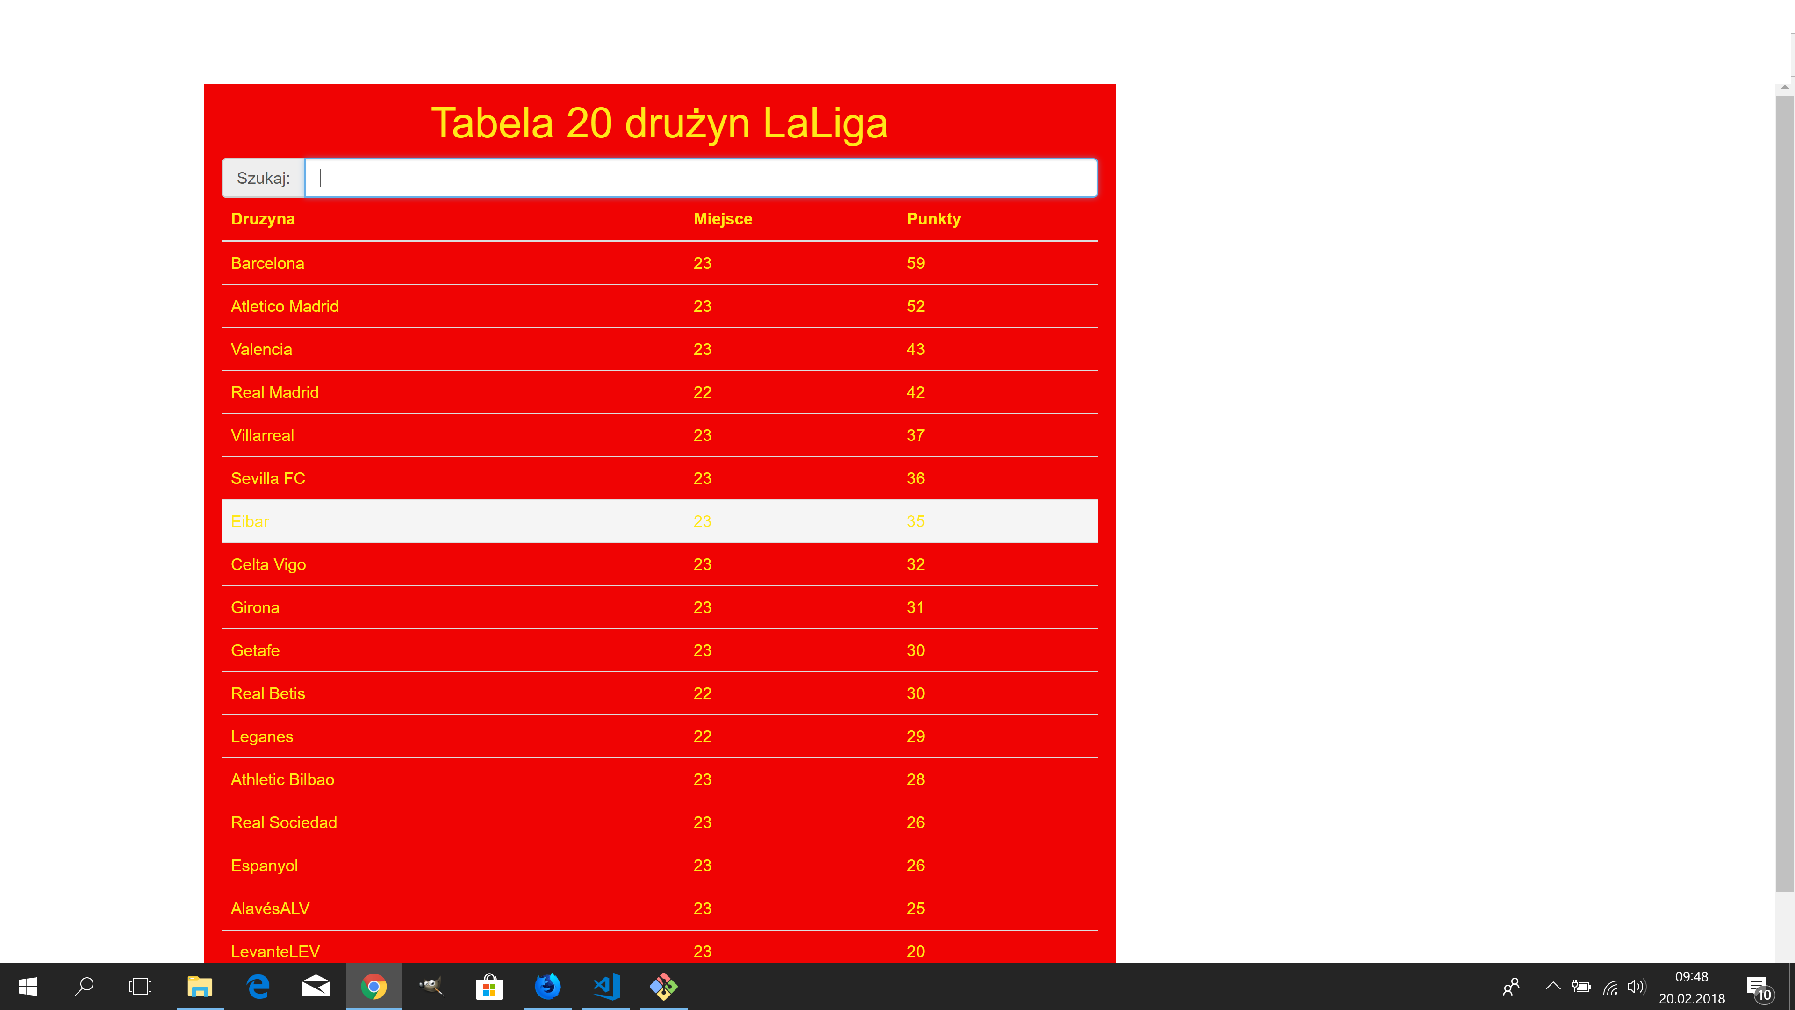 Tabela 20 drużyn LaLiga
Szukaj:
Druzyna Miejsce Punkty
Barcelona 23 59
Atletico Madrid 23 52
Valencia 23 43
Real Madrid 22 42
Villarreal 23 37
Sevilla FC 23 36
Eibar 23 35
Celta Vigo 23 32
Girona 23 31
Getafe 23 30
Real Betis 22 30
Leganes 22 29
Athletic Bilbao 23 28
Real Sociedad 23 26
Espanyol 23 26
AlavésALV 23 25
LevanteLEV 23 20
09:48
20.02.2018
10